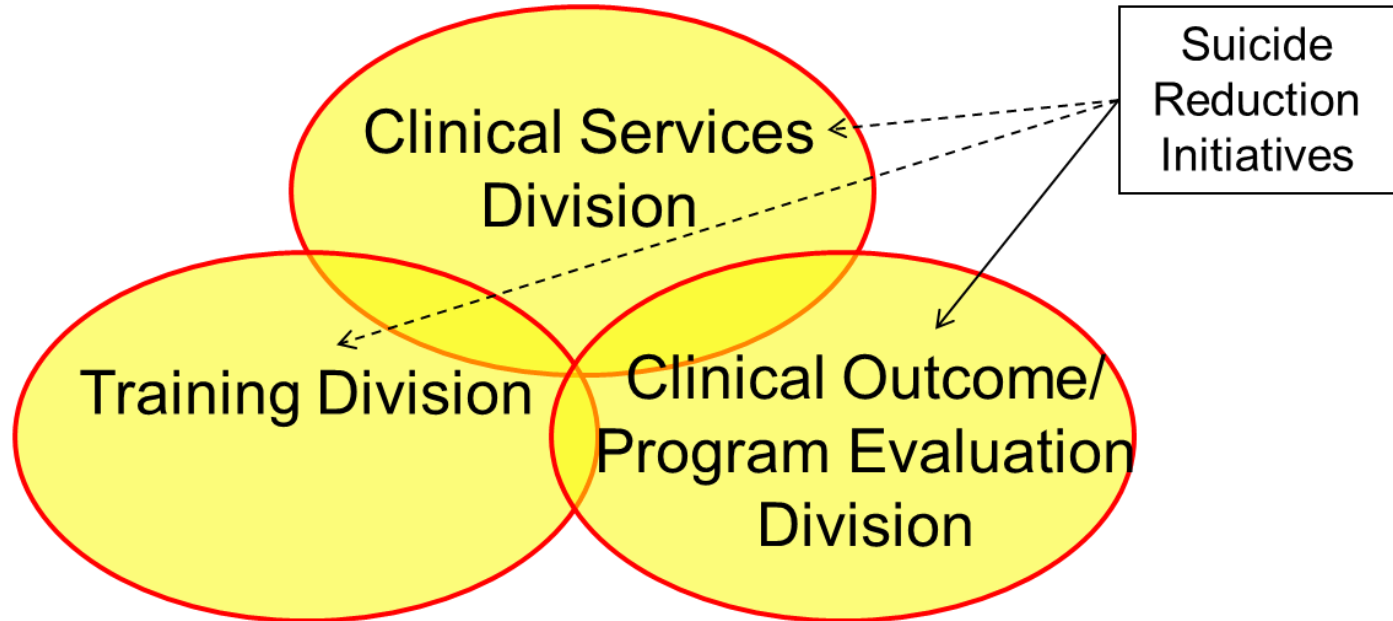 Suicide
Reduction
Initiatives
Clinical Services
Division
Training Division
Clinical Outcome/
Program Evaluation
Division